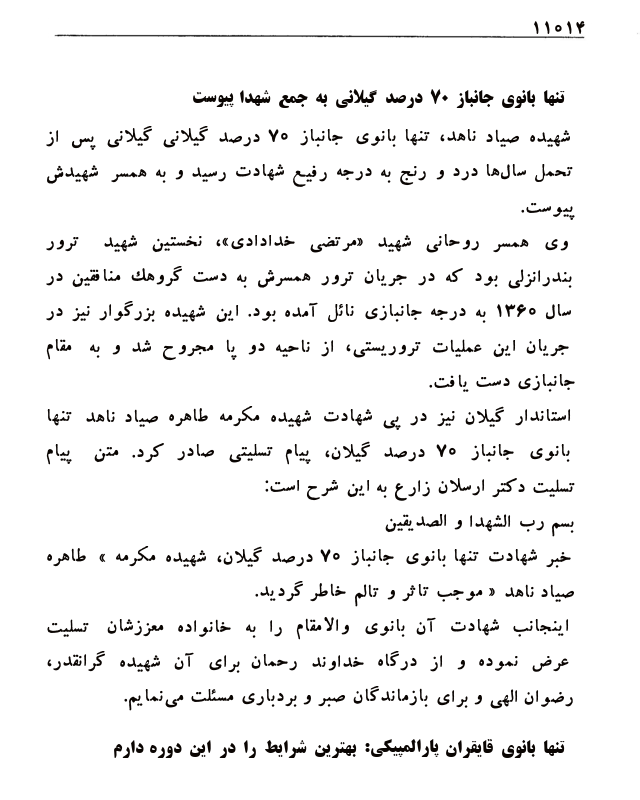 ۱۱۰۱۴
تنها بانوی جانباز ۷۰ درصد گیلانی به جمع شهدا پیوست
شهیده صیاد ناهد، تنها بانوی جانباز ۷۰ درصد گیلانی گیلانی پس از
تحمل سال‌ها درد و رنج به درجه رفیع شهادت رسید و به همسر شهیدش
پیوست.
وی همسر روحانی شهید «مرتضی خدادادی»، نخستین شهید ترور
بندرانزلی بود که در جریان ترور همسرش به دست گروهك منافقین در
سال ۱۳۶۰ به درجه جانبازی نائل آمده بود. این شهیده بزرگوار نیز در
جریان این عملیات تروریستی، از ناحیه دو پا مجروح شد و به مقام
جانبازی دست یافت.
استاندار گیلان نیز در پی شهادت شهیده مکرمه طاهره صیاد ناهد تنها
بانوی جانباز ۷۰ درصد گیلان، پیام تسلیتی صادر کرد. متن پیام
تسلیت دکتر ارسلان زارع به این شرح است:
بسم رب الشهدا و الصدیقین
خبر شهادت تنها بانوی جانباز ۷۰ درصد گیلان، شهیده مکرمه » طاهره
صیاد ناهد « موجب تاثر و تالم خاطر گردید.
اینجانب شهادت آن بانوی والامقام را به خانواده معززشان تسلیت
عرض نموده و از درگاه خداوند رحمان برای آن شهیده گرانقدر،
رضوان الهی و برای بازماندگان صبر و بردباری مسئلت می‌نمایم.
تنها بانوی قایقران پارالمپیکی: بهترین شرایط را در این دوره دارم